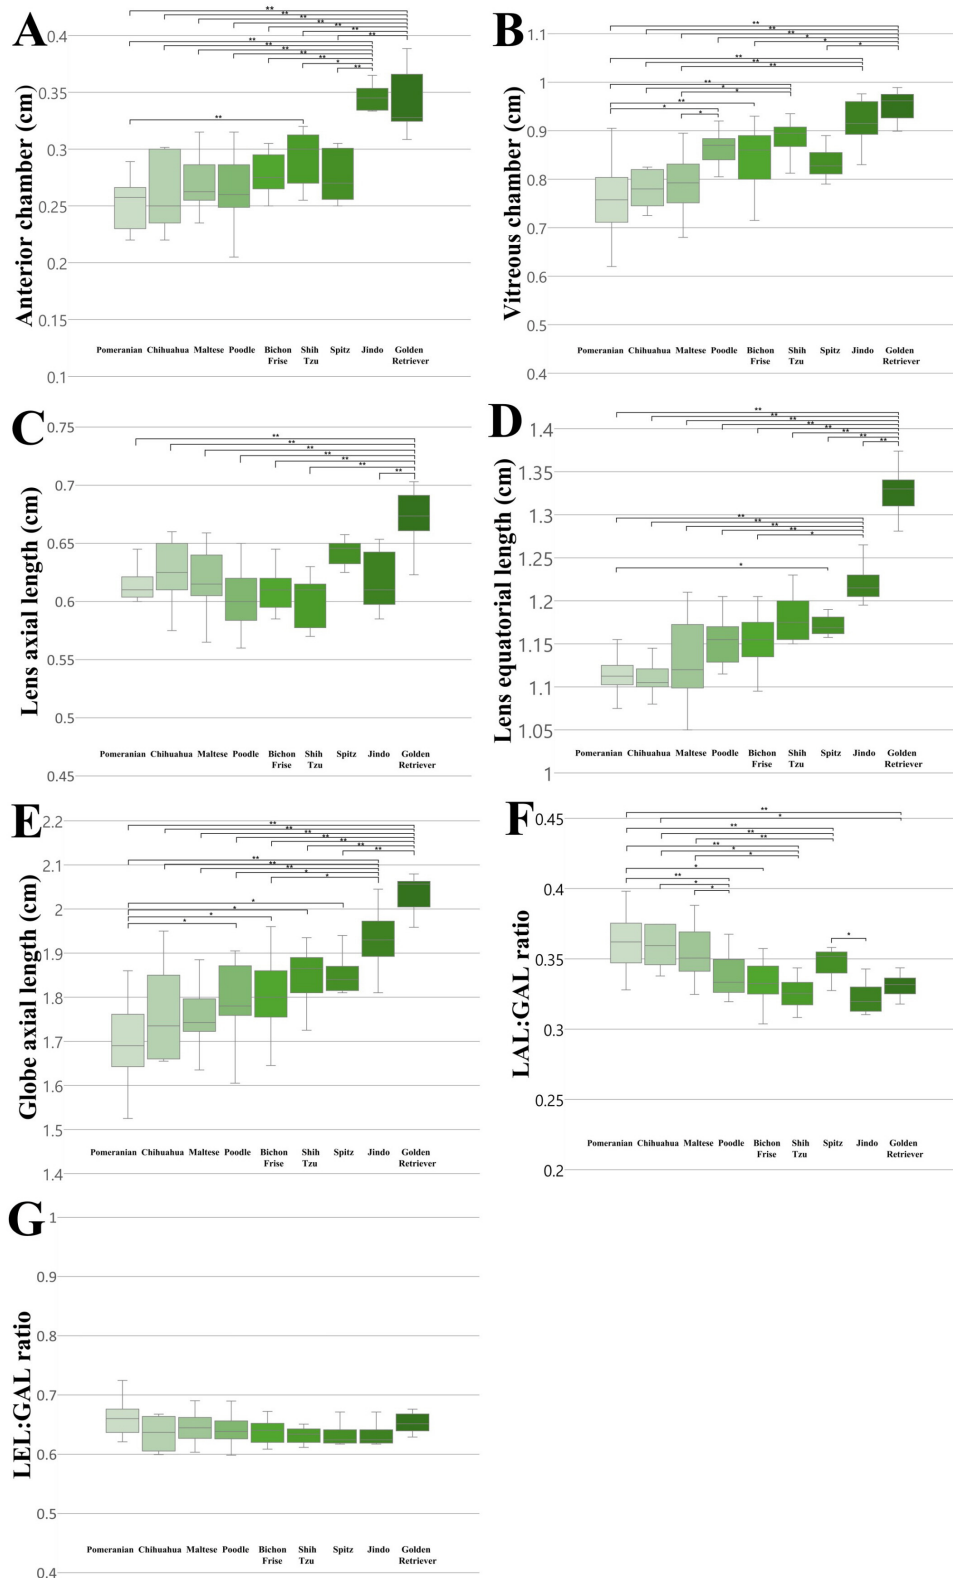 A
Anterior chamber (cm)
0.4
0.35
0.3
0.25
0.2
0.15
0.1
** ** ** ** ** ** **
** ** ** ** ** * **
**
Pomeranian Chihuahua Maltese Poodle Bichon Frise Shih Tzu Spitz Jindo Golden Retriever
B
Vitreous chamber (cm)
1.1
1
0.9
0.8
0.7
0.6
0.5
0.4
** ** ** ** * *
** ** **
** * *
**
* *
Pomeranian Chihuahua Maltese Poodle Bichon Frise Shih Tzu Spitz Jindo Golden Retriever
C
Lens axial length (cm)
0.75
0.7
0.65
0.6
0.55
0.5
0.45
** ** ** ** ** ** **
Pomeranian Chihuahua Maltese Poodle Bichon Frise Shih Tzu Spitz Jindo Golden Retriever
D
Lens equatorial length (cm)
1.4
1.35
1.3
1.25
1.2
1.15
1.1
1.05
1
** ** ** ** ** ** ** **
** ** ** ** *
*
Pomeranian Chihuahua Maltese Poodle Bichon Frise Shih Tzu Spitz Jindo Golden Retriever
E
Globe axial length (cm)
2.2
2.1
2
1.9
1.8
1.7
1.6
1.5
1.4
** ** ** ** ** ** **
** ** ** * *
* * * *
Pomeranian Chihuahua Maltese Poodle Bichon Frise Shih Tzu Spitz Jindo Golden Retriever
F
LAL:GAL ratio
0.45
0.4
0.35
0.3
0.25
0.2
** *
** ** **
** * *
*
** * *
*
Pomeranian Chihuahua Maltese Poodle Bichon Frise Shih Tzu Spitz Jindo Golden Retriever
G
LEL:GAL ratio
1
0.9
0.8
0.7
0.6
0.5
0.4
Pomeranian Chihuahua Maltese Poodle Bichon Frise Shih Tzu Spitz Jindo Golden Retriever